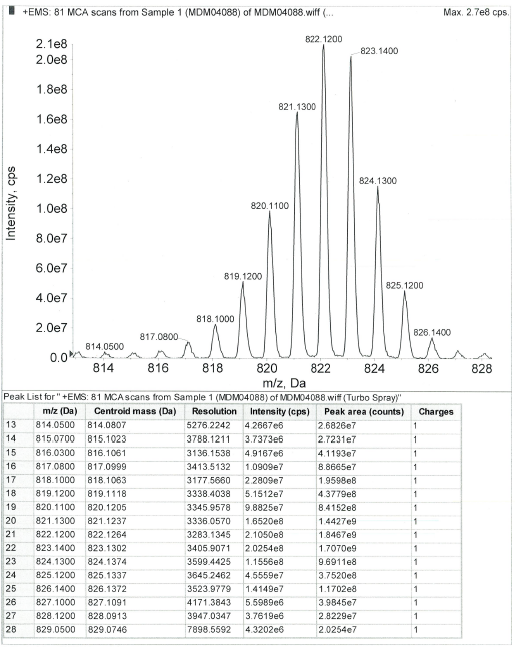 +EMS: 81 MCA scans from Sample 1 (MDM04088) of MDM04088.wiff (... Max. 2.7e8 cps.
822.1200
2.1e8
2.0e8
823.1400
1.8e8
821.1300
1.6e8
1.4e8
824.1300
1.2e8
820.1100
1.0e8
Intensity, cps
8.0e7
819.1200
6.0e7
825.1200
4.0e7
818.1000
2.0e7
817.0800
826.1400
814.0500
0.0
814 816 818 820 822 824 826 828
m/z, Da
Peak List for "+EMS: 81 MCA scans from Sample 1 (MDM04088) of MDM04088.wiff (Turbo Spray)"
m/z (Da) Centroid mass (Da) Resolution Intensity (cps) Peak area (counts) Charges
13 814.0500 814.0807 5276.2242 4.2667e6 2.6826e7 1
14 815.0700 815.1023 3788.1211 3.7373e6 2.7231e7 1
15 816.0300 816.1061 3136.1538 4.9167e6 4.1193e7 1
16 817.0800 817.0999 3413.5132 1.0909e7 8.8665e7 1
17 818.1000 818.1063 3177.5660 2.2809e7 1.9598e8 1
18 819.1200 819.1118 3338.4038 5.1512e7 4.3779e8 1
19 820.1100 820.1205 3345.9578 9.8825e7 8.4152e8 1
20 821.1300 821.1237 3336.0570 1.6520e8 1.4427e9 1
21 822.1200 822.1264 3283.1345 2.1050e8 1.8467e9 1
22 823.1400 823.1302 3405.9071 2.0254e8 1.7070e9 1
23 824.1300 824.1374 3599.4425 1.1556e8 9.6911e8 1
24 825.1200 825.1337 3645.2462 4.5559e7 3.7520e8 1
25 826.1400 826.1372 3523.9779 1.4149e7 1.1702e8 1
26 827.1000 827.1091 4171.3843 5.5989e6 3.9845e7 1
27 828.1200 828.0913 3947.0347 3.7619e6 2.8229e7 1
28 829.0500 829.0746 7898.5592 4.3202e6 2.0254e7 1